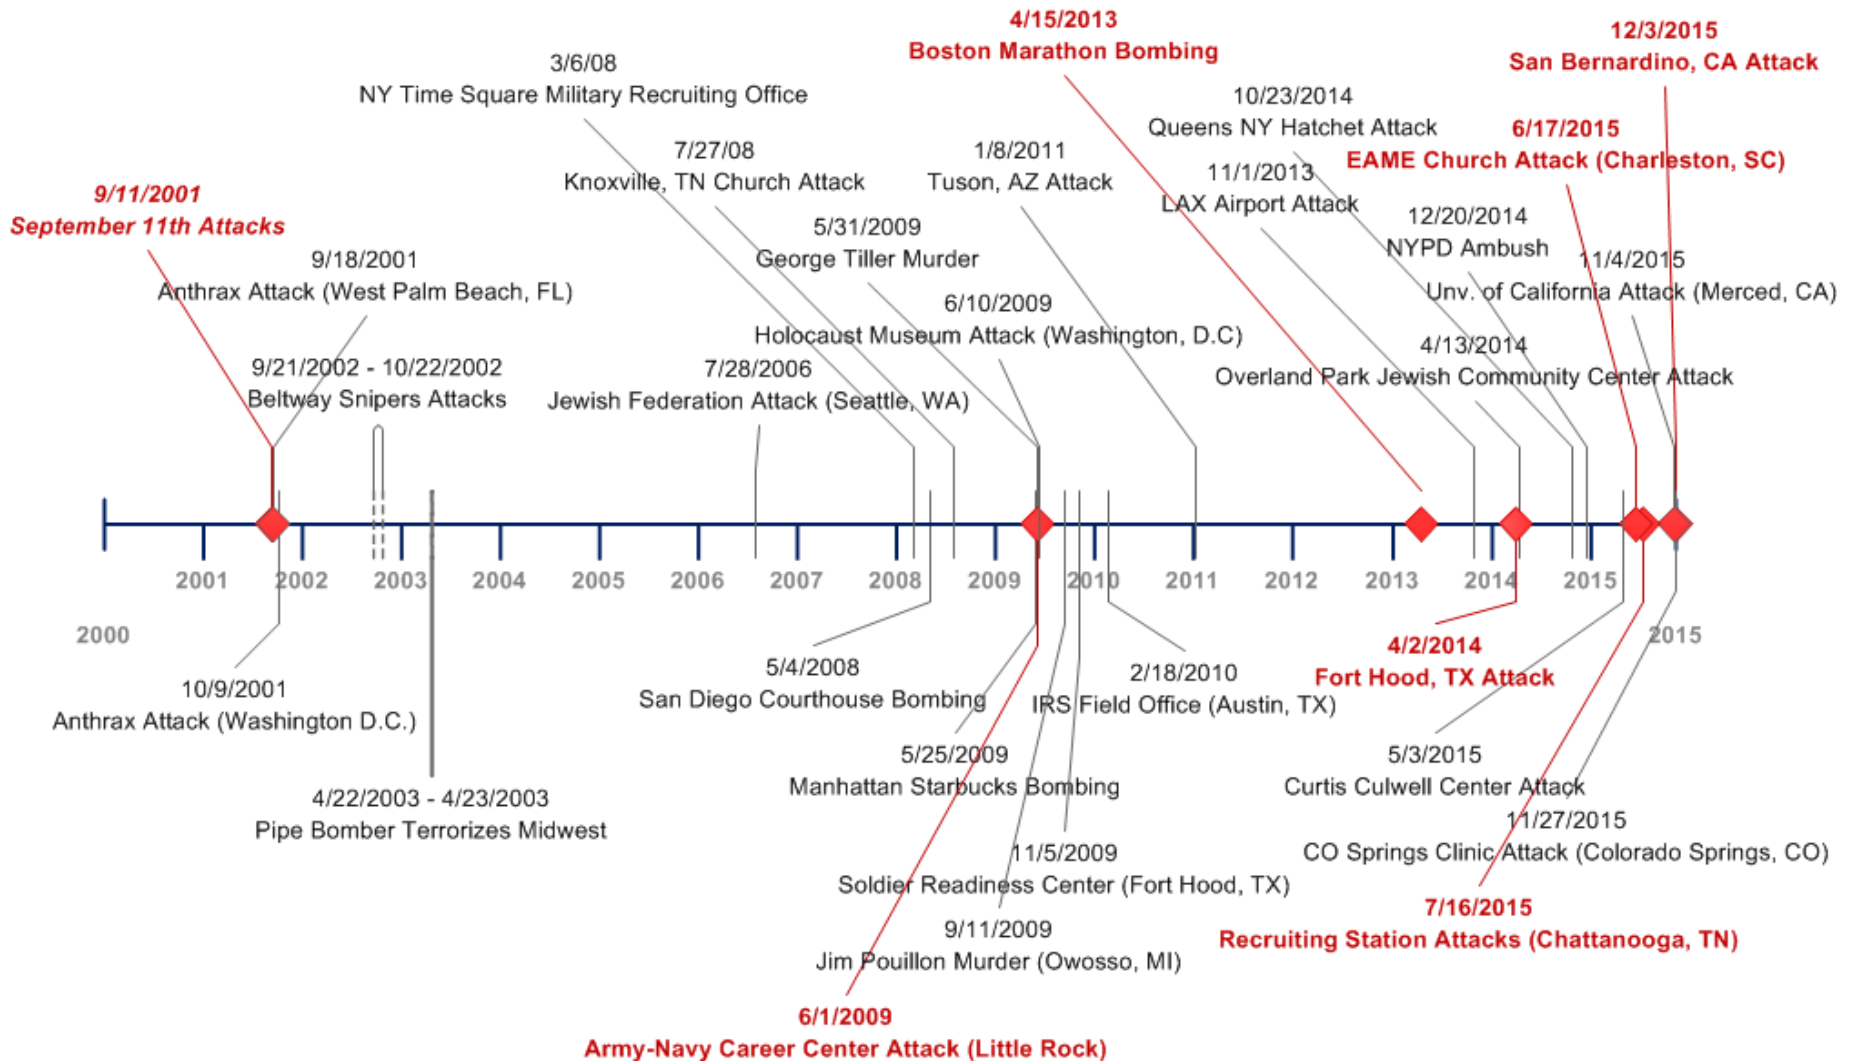 4/15/2013
Boston Marathon Bombing
12/3/2015
San Bernardino, CA Attack
3/6/08
NY Time Square Military Recruiting Office
10/23/2014
Queens NY Hatchet Attack
6/17/2015
EAME Church Attack (Charleston, SC)
7/27/08
Knoxville, TN Church Attack
1/8/2011
Tuson, AZ Attack
11/1/2013
LAX Airport Attack
9/11/2001
September 11th Attacks
5/31/2009
George Tiller Murder
12/20/2014
NYPD Ambush
9/18/2001
Anthrax Attack (West Palm Beach, FL)
11/4/2015
Unv. of California Attack (Merced, CA)
6/10/2009
Holocaust Museum Attack (Washington, D.C)
9/21/2002 - 10/22/2002
Beltway Snipers Attacks
7/28/2006
Jewish Federation Attack (Seattle, WA)
4/13/2014
Overland Park Jewish Community Center Attack
2001 2002 2003 2004 2005 2006 2007 2008 2009 2010 2011 2012 2013 2014 2015
2000 2015
10/9/2001
Anthrax Attack (Washington D.C.)
5/4/2008
San Diego Courthouse Bombing
2/18/2010
IRS Field Office (Austin, TX)
4/2/2014
Fort Hood, TX Attack
5/25/2009
Manhattan Starbucks Bombing
5/3/2015
Curtis Culwell Center Attack
4/22/2003 - 4/23/2003
Pipe Bomber Terrorizes Midwest
11/27/2015
CO Springs Clinic Attack (Colorado Springs, CO)
11/5/2009
Soldier Readiness Center (Fort Hood, TX)
7/16/2015
Recruiting Station Attacks (Chattanooga, TN)
9/11/2009
Jim Pouillon Murder (Owosso, MI)
6/1/2009
Army-Navy Career Center Attack (Little Rock)